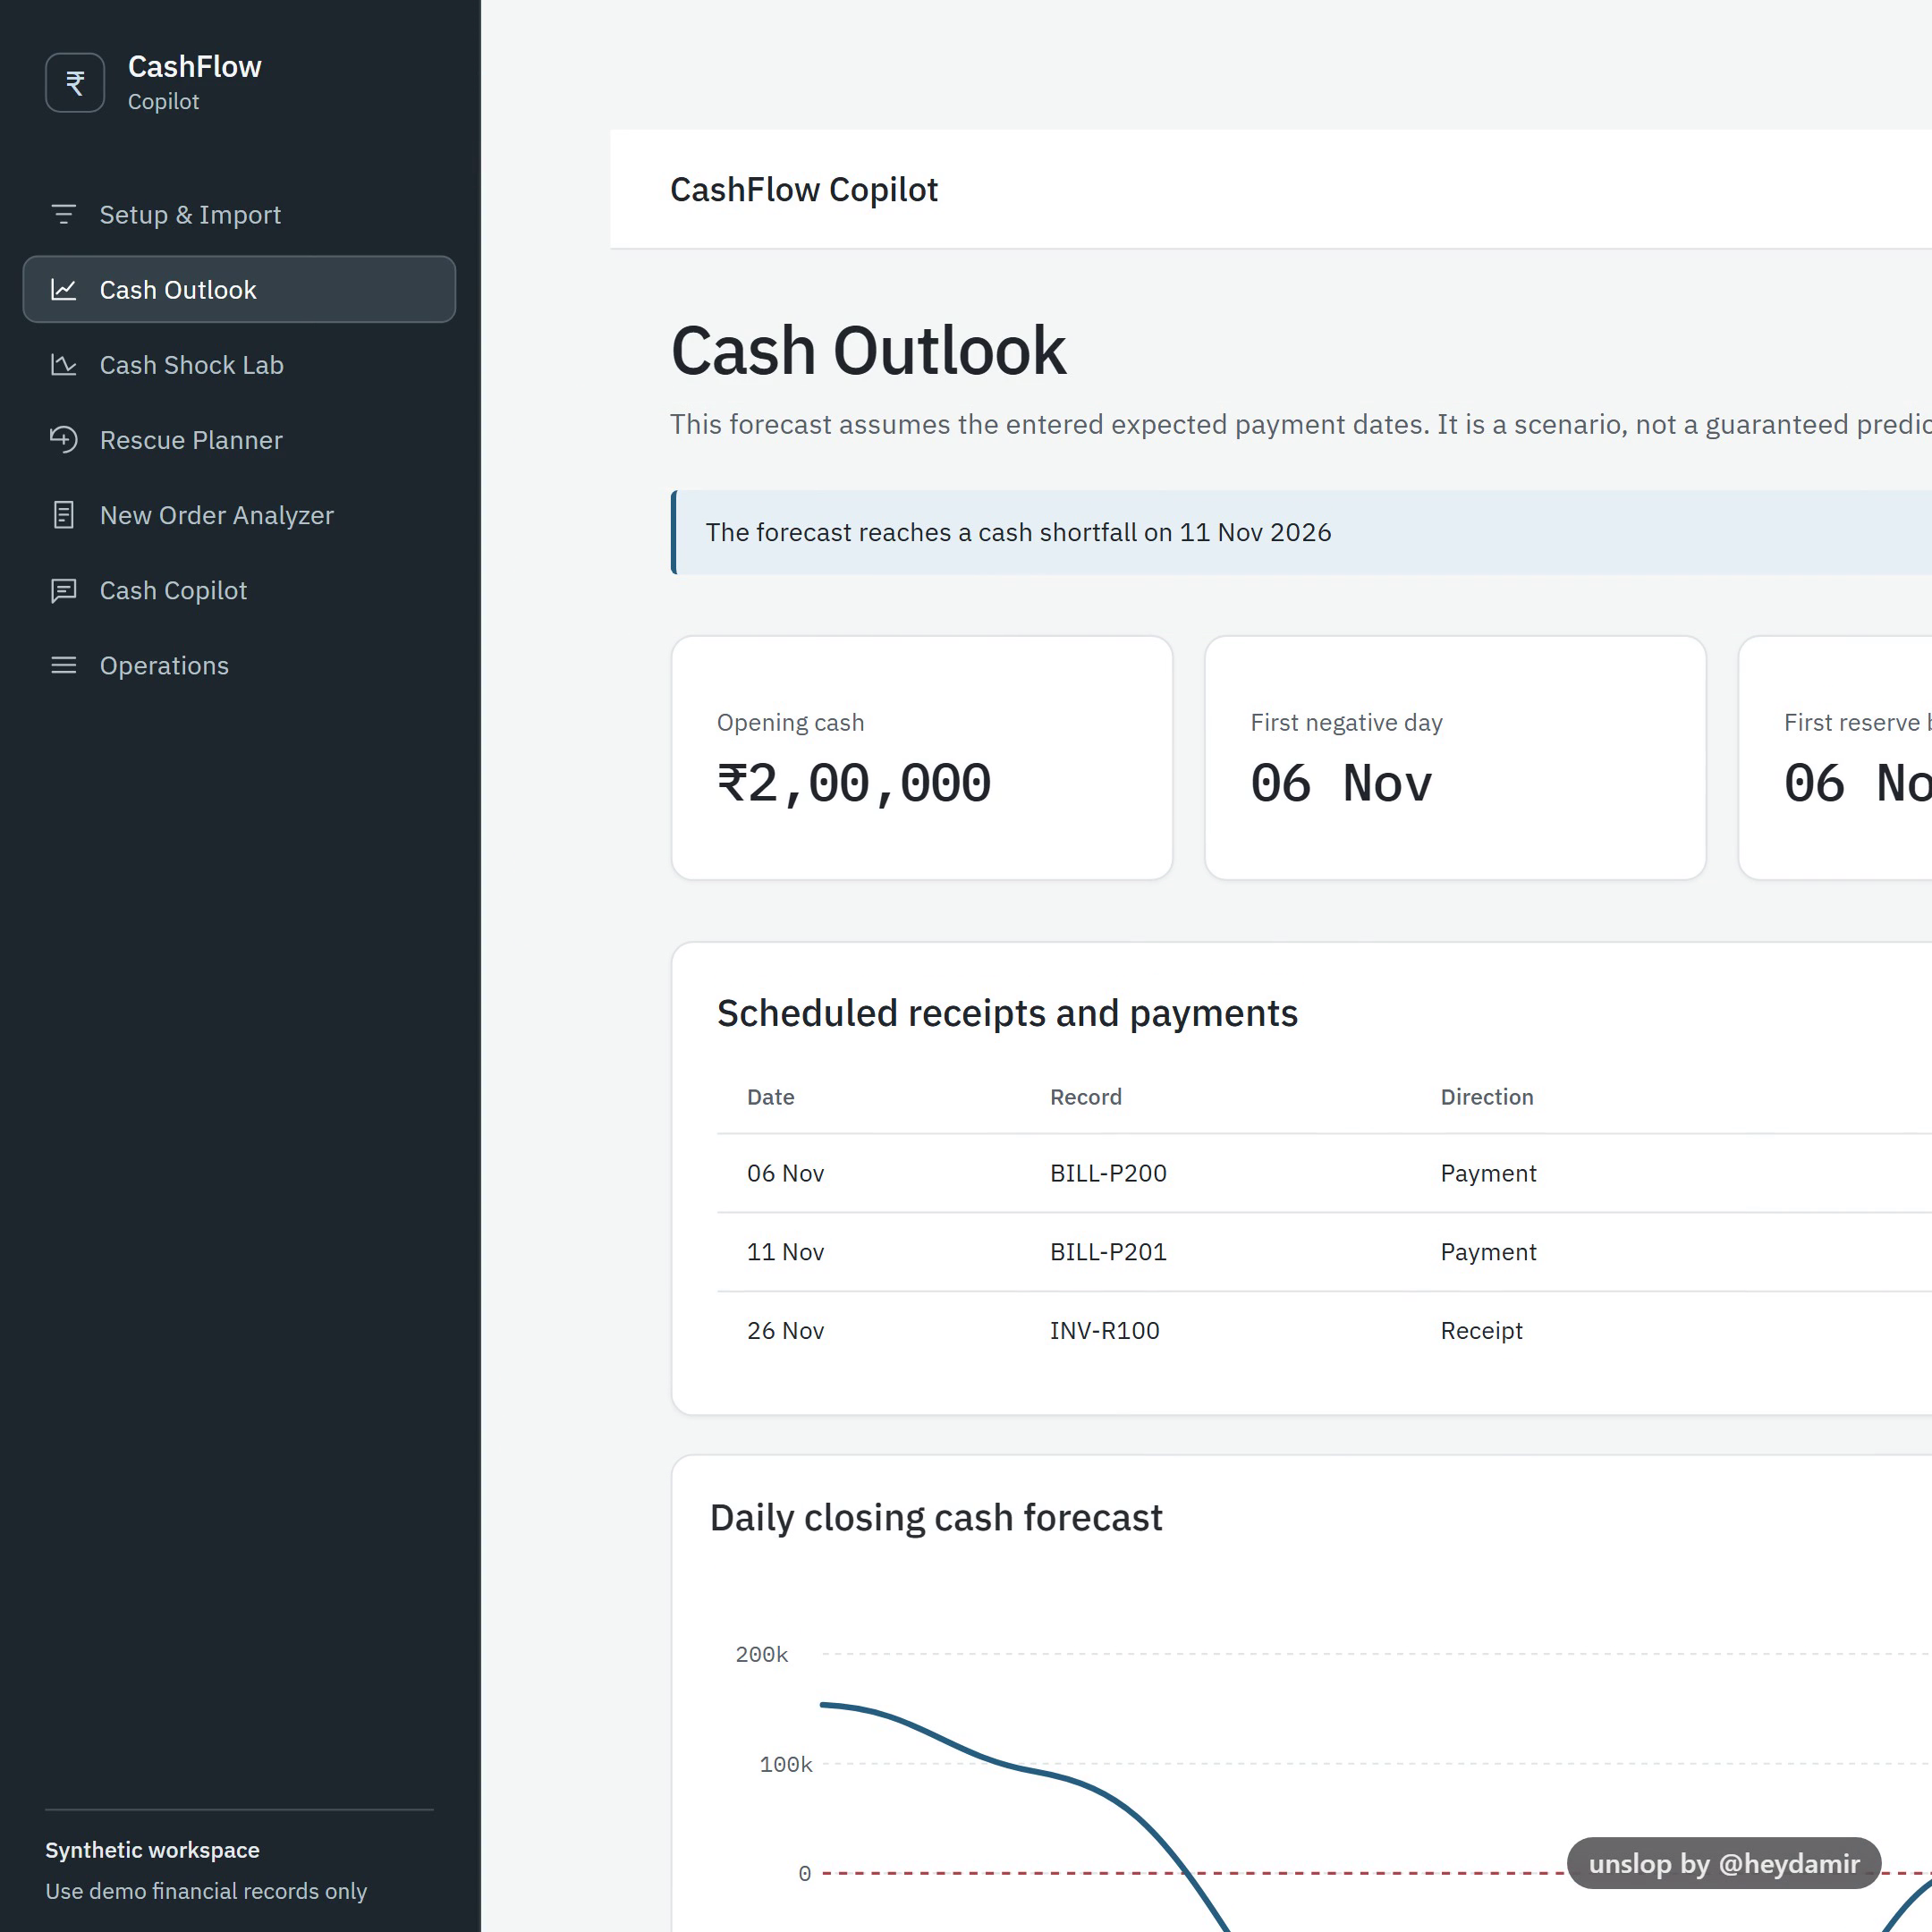 ₹
CashFlow
Copilot
Setup & Import
Cash Outlook
Cash Shock Lab
Rescue Planner
New Order Analyzer
Cash Copilot
Operations
Synthetic workspace
Use demo financial records only
CashFlow Copilot
Cash Outlook
This forecast assumes the entered expected payment dates. It is a scenario, not a guaranteed
The forecast reaches a cash shortfall on 11 Nov 2026
Opening cash
₹2,00,000
First negative day
06 Nov
First reserve
06
Scheduled receipts and payments
Date Record Direction
06 Nov BILL-P200 Payment
11 Nov BILL-P201 Payment
26 Nov INV-R100 Receipt
Daily closing cash forecast
200k
100k
0
unslop by @heydamir